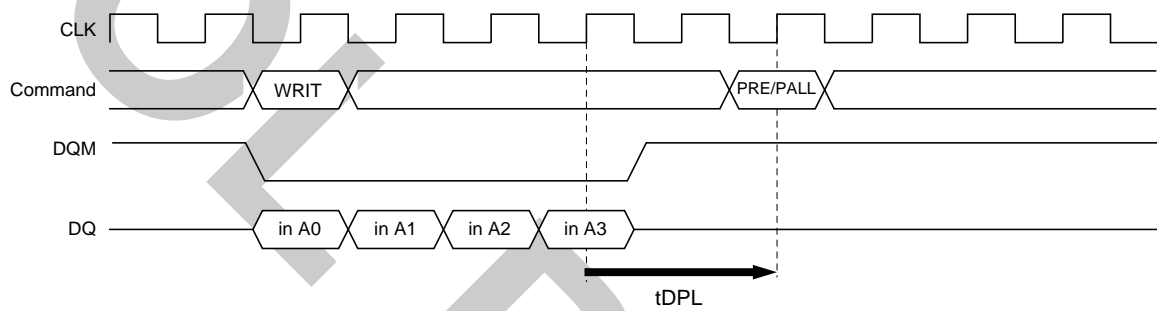 CLK
Command WRIT PRE/PALL
DQM
DQ in A0 in A1 in A2 in A3
tDPL